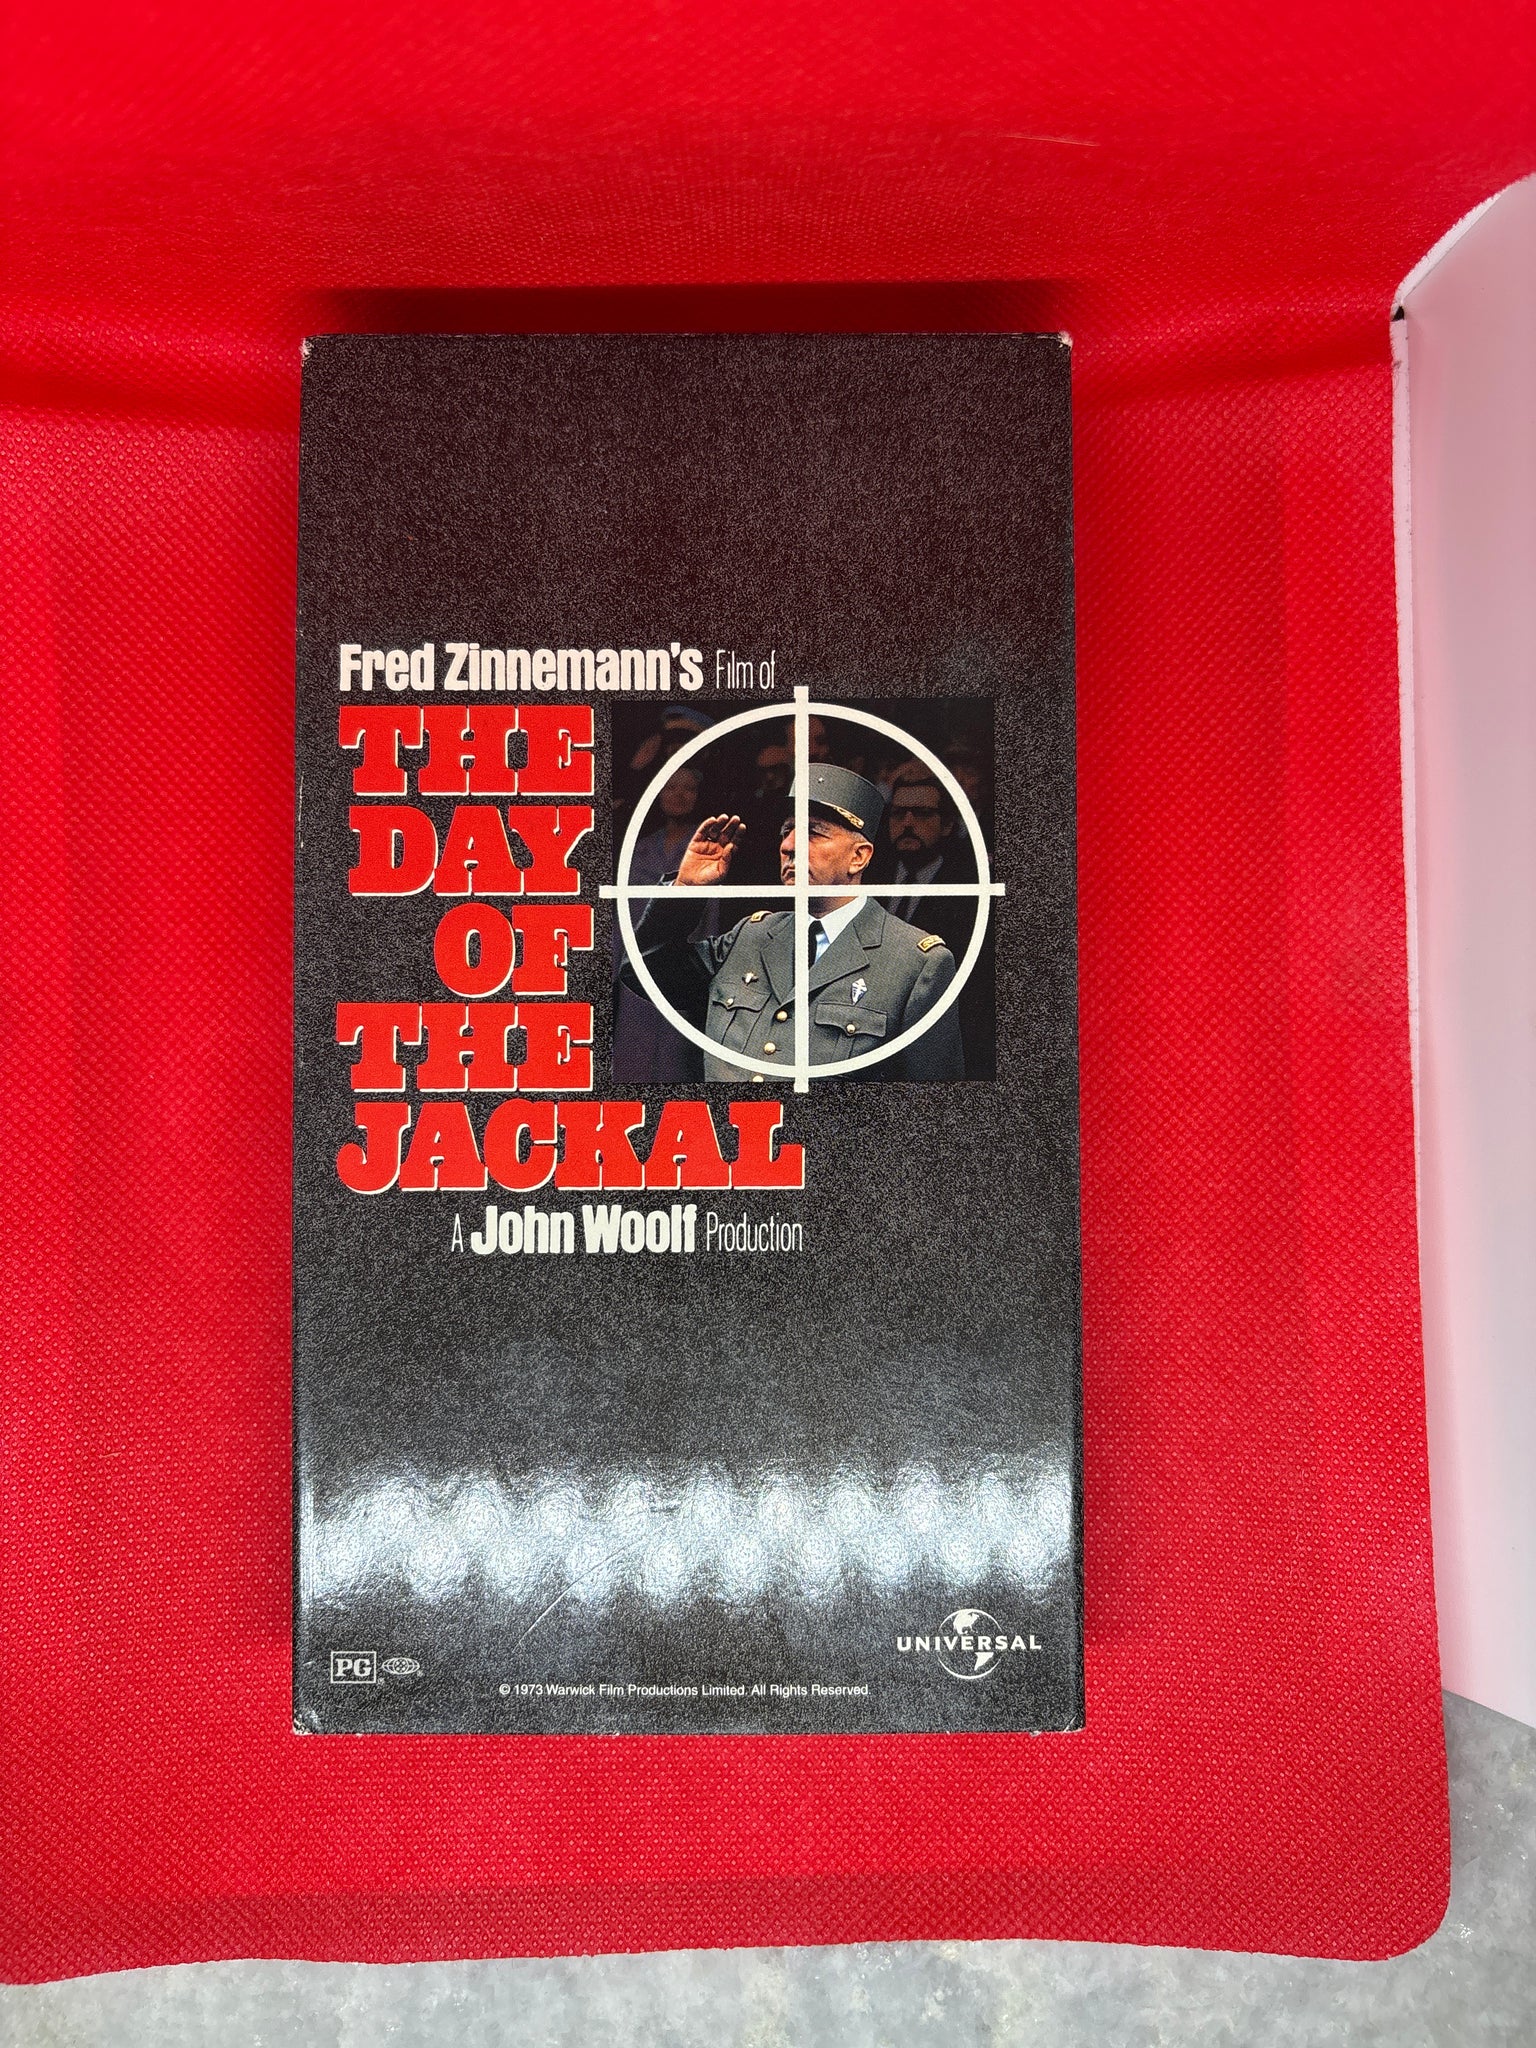 Fred Zinnemann's Film of
THE
DAY
OF
THE
JACKAL
A John Woolf Production
UNIVERSAL
PG
© 1973 Warwick Film Productions Limited. All Rights Reserved.